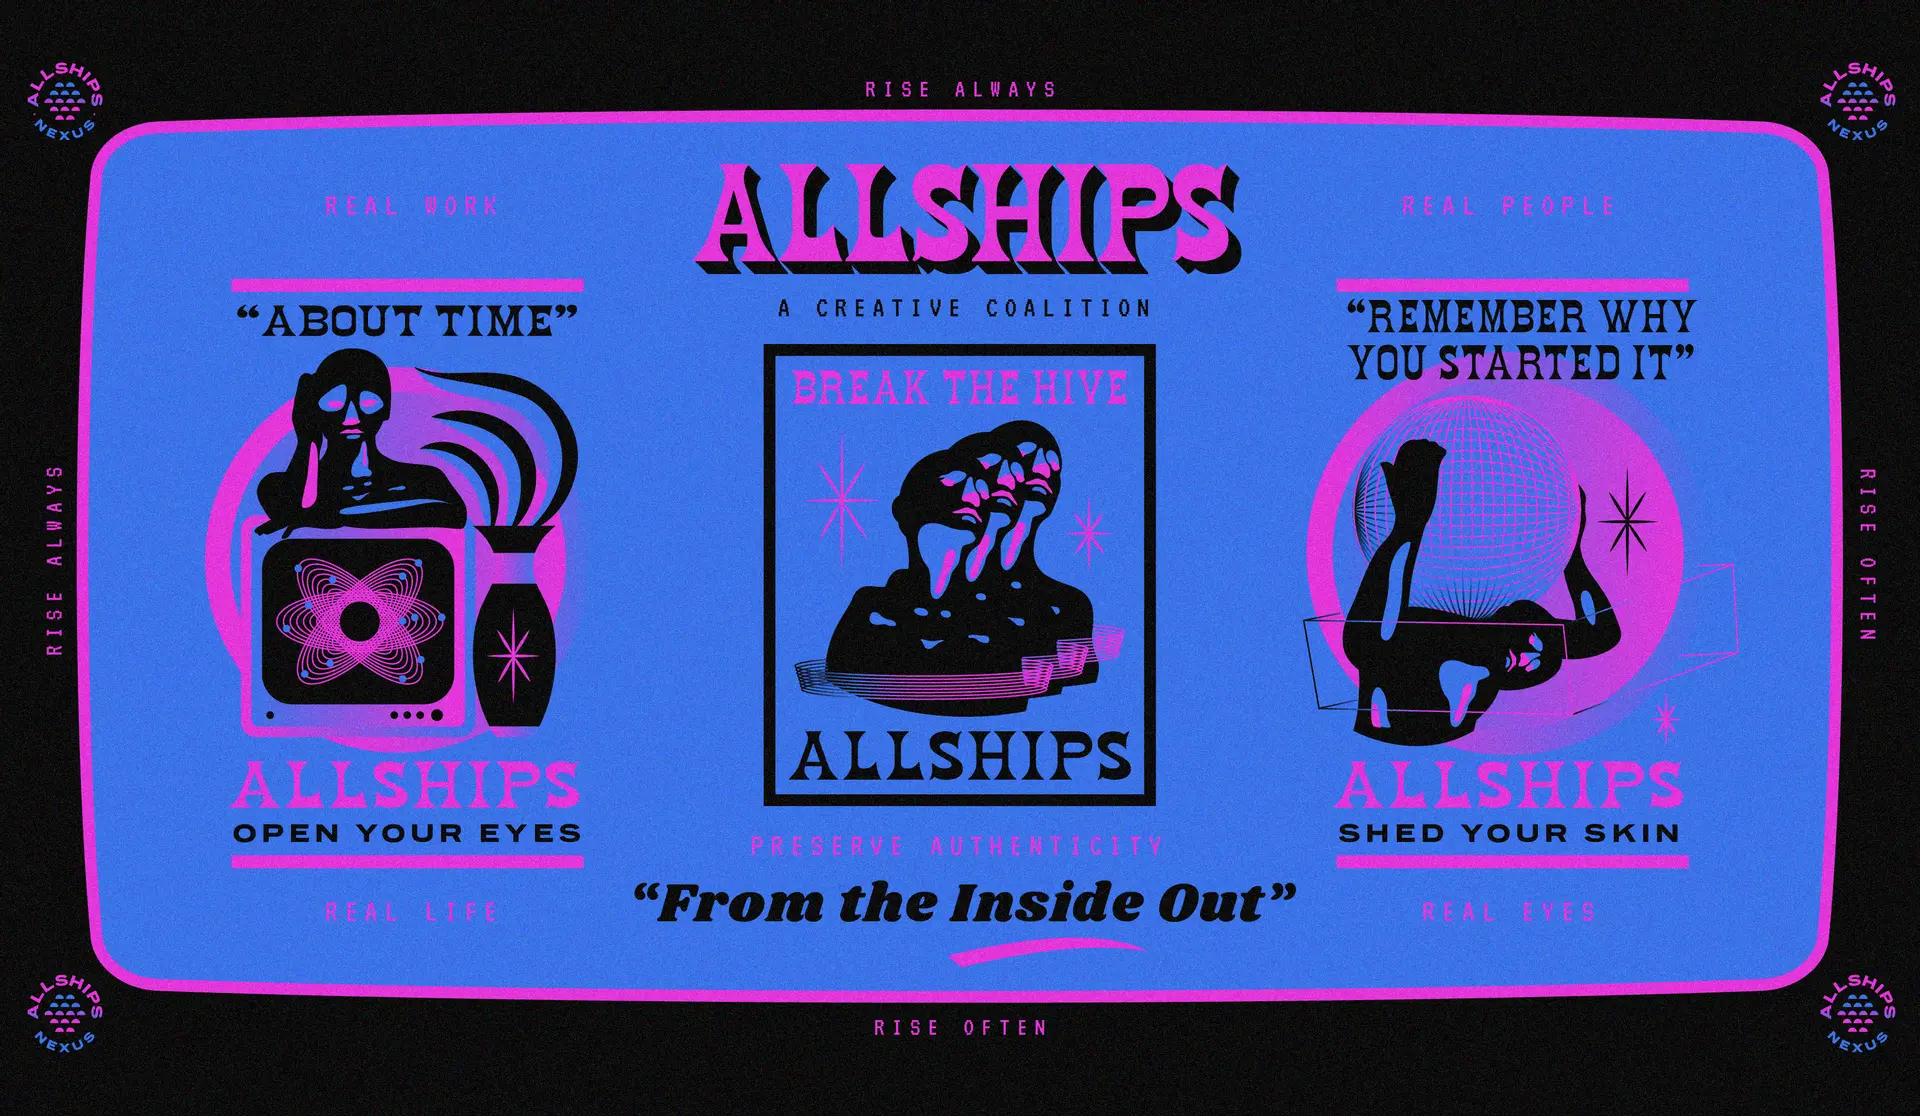 ALLSHIPS
NEXUS
RISE ALWAYS
ALLSHIPS
NEXUS
RISE ALWAYS
REAL WORK
“ABOUT TIME”
ALLSHIPS
OPEN YOUR EYES
REAL LIFE
ALLSHIPS
A CREATIVE COALITION
BREAK THE HIVE
ALLSHIPS
PRESERVE AUTHENTICITY
“From the Inside Out”
REAL PEOPLE
“REMEMBER WHY
YOU STARTED IT”
ALLSHIPS
SHED YOUR SKIN
REAL EYES
RISE OFTEN
ALLSHIPS
NEXUS
RISE OFTEN
ALLSHIPS
NEXUS